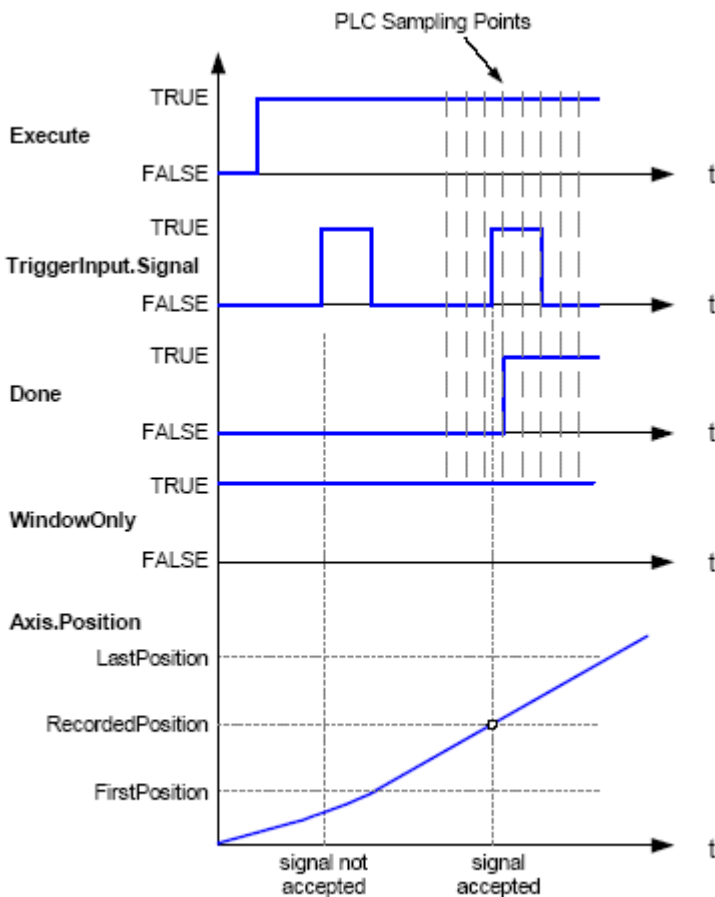 PLC Sampling Points
TRUE
Execute
FALSE
t
TRUE
TriggerInput.Signal
FALSE
t
TRUE
Done
FALSE
t
TRUE
WindowOnly
FALSE
t
Axis.Position
LastPosition
RecordedPosition
FirstPosition
t
signal not
accepted
signal
accepted